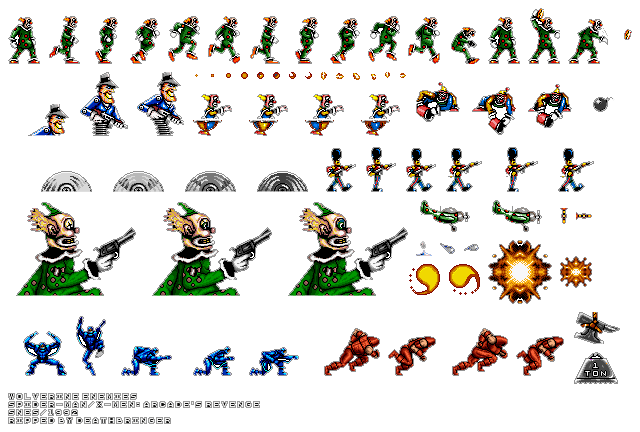 1
TON
WOLVERINE ENEMIES
SPIDER-MAN/X-MEN: ARCADE'S REVENGE
SNES/1992
RIPPED BY DEATHBRINGER